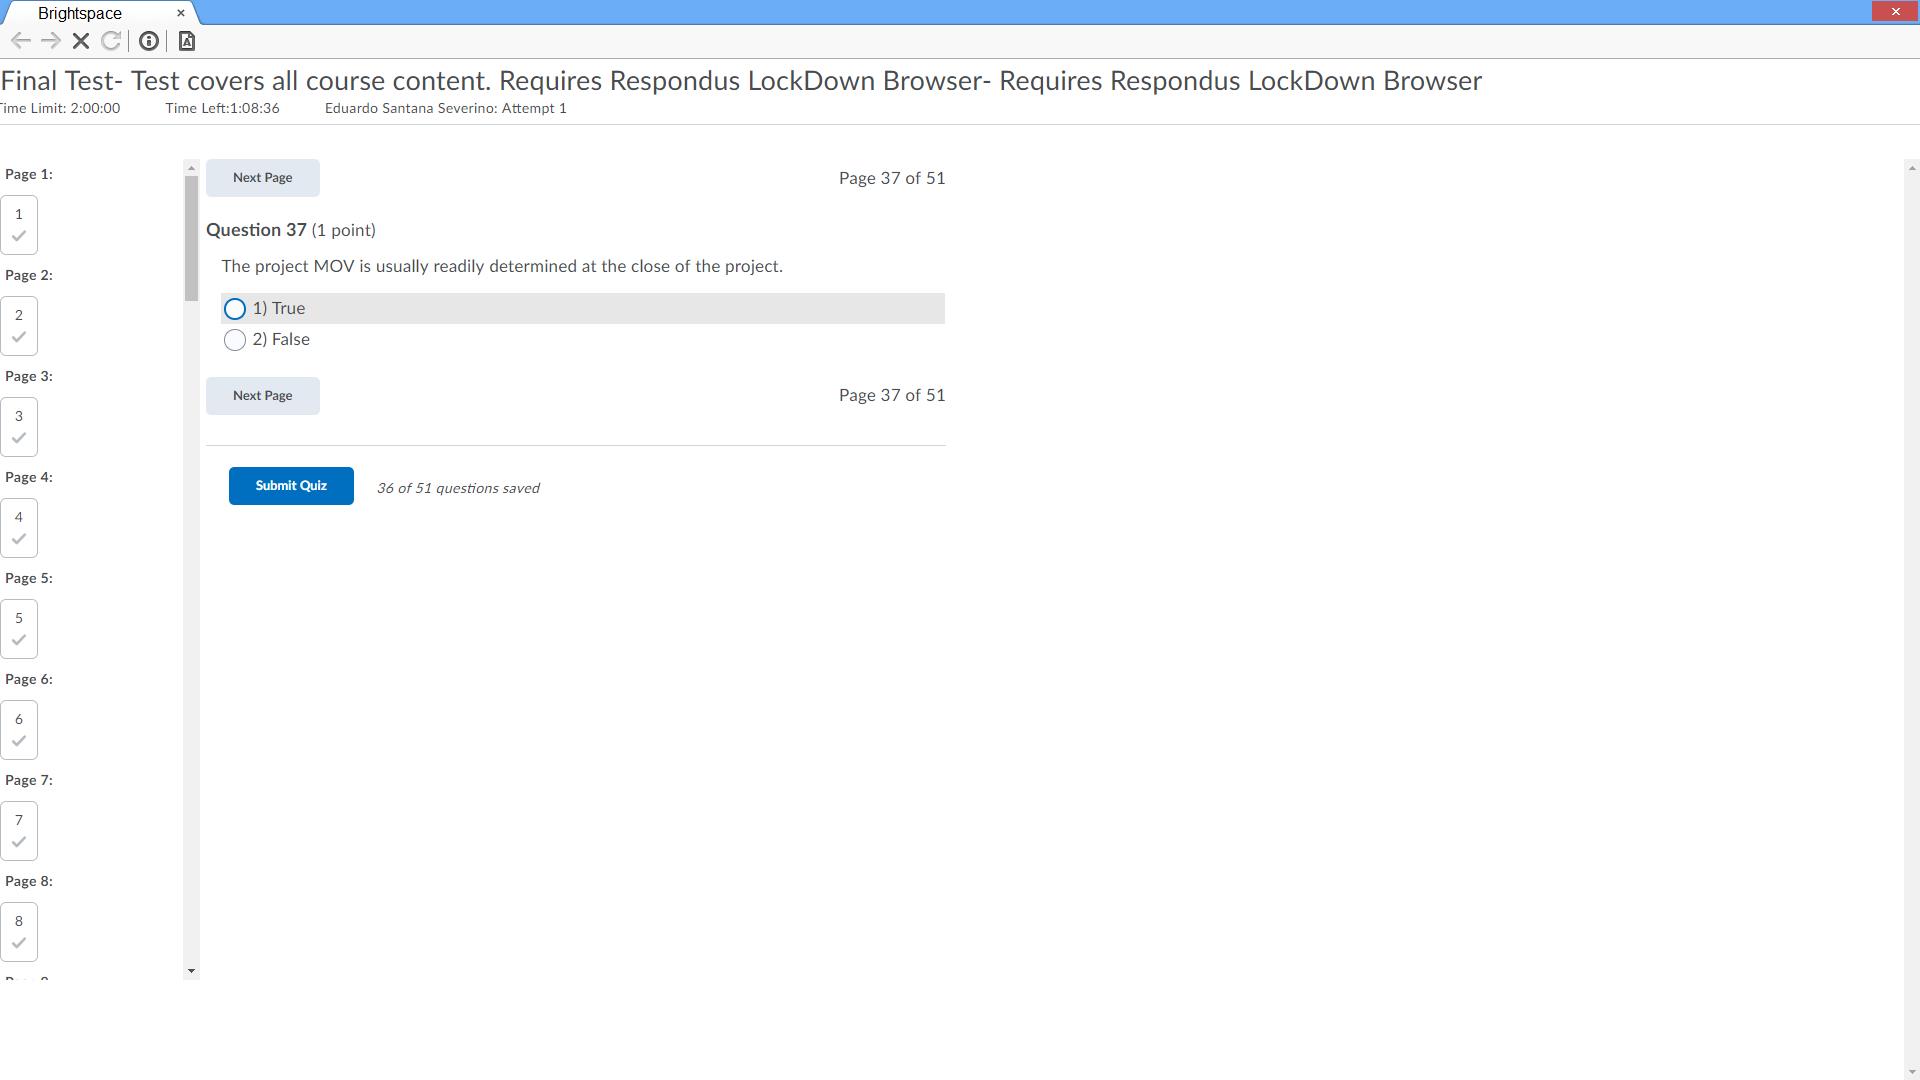 Brightspace
Final Test- Test covers all course content. Requires Respondus LockDown Browser- Requires Respondus LockDown Browser
Time Limit: 2:00:00 Time Left:1:08:36 Eduardo Santana Severino: Attempt 1
Page 1:
1
Page 2:
2
Page 3:
3
Page 4:
4
Page 5:
5
Page 6:
6
Page 7:
7
Page 8:
8
Next Page Page 37 of 51
Question 37 (1 point)
The project MOV is usually readily determined at the close of the project.
1) True
2) False
Next Page Page 37 of 51
Submit Quiz 36 of 51 questions saved